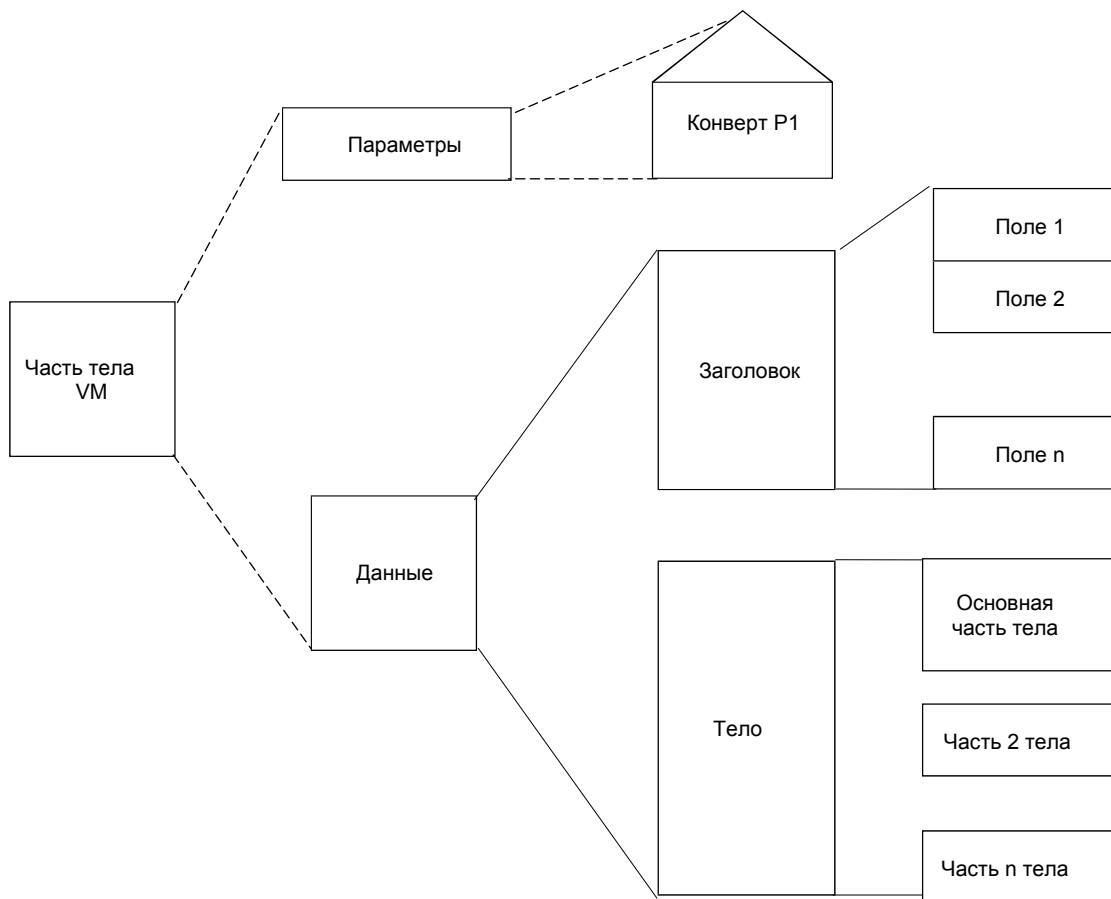 Конверт P1
Параметры
Поле 1
Поле 2
Часть тела
VM
Заголовок
Поле n
Данные
Основная
часть тела
Тело
Часть 2 тела
Часть n тела